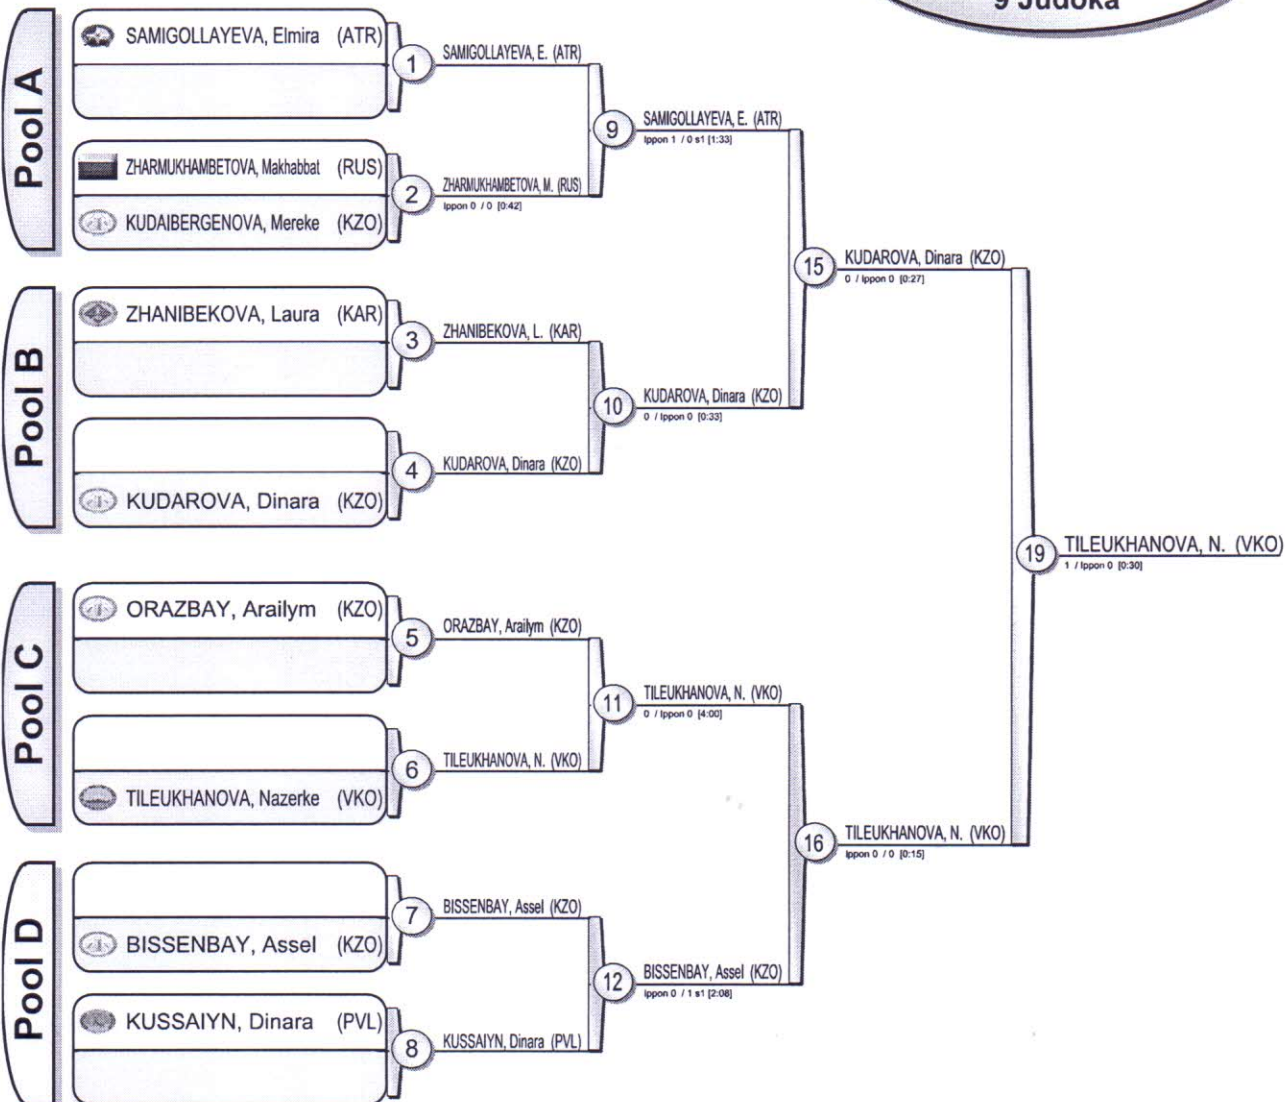 9 Judoka
Pool A
SAMIGOLLAYEVA, Elmira (ATR)
1
SAMIGOLLAYEVA, E. (ATR)
ZHARMUKHAMBETOVA, Makhabbat (RUS)
KUDAIBERGENOVA, Mereke (KZO)
2
ZHARMUKHAMBETOVA, M. (RUS)
Ippon 0 / 0 [0:42]
9
SAMIGOLLAYEVA, E. (ATR)
Ippon 1 / 0 s1 [1:33]
Pool B
ZHANIBEKOVA, Laura (KAR)
3
ZHANIBEKOVA, L. (KAR)
KUDAROVA, Dinara (KZO)
4
KUDAROVA, Dinara (KZO)
10
KUDAROVA, Dinara (KZO)
0 / Ippon 0 [0:33]
15
KUDAROVA, Dinara (KZO)
0 / Ippon 0 [0:27]
Pool C
ORAZBAY, Arailym (KZO)
5
ORAZBAY, Arailym (KZO)
TILEUKHANOVA, Nazerke (VKO)
6
TILEUKHANOVA, N. (VKO)
11
TILEUKHANOVA, N. (VKO)
0 / Ippon 0 [4:00]
Pool D
BISSENBAY, Assel (KZO)
7
BISSENBAY, Assel (KZO)
KUSSAIYN, Dinara (PVL)
8
KUSSAIYN, Dinara (PVL)
12
BISSENBAY, Assel (KZO)
Ippon 0 / 1 s1 [2:08]
16
TILEUKHANOVA, N. (VKO)
Ippon 0 / 0 [0:15]
19
TILEUKHANOVA, N. (VKO)
1 / Ippon 0 [0:30]